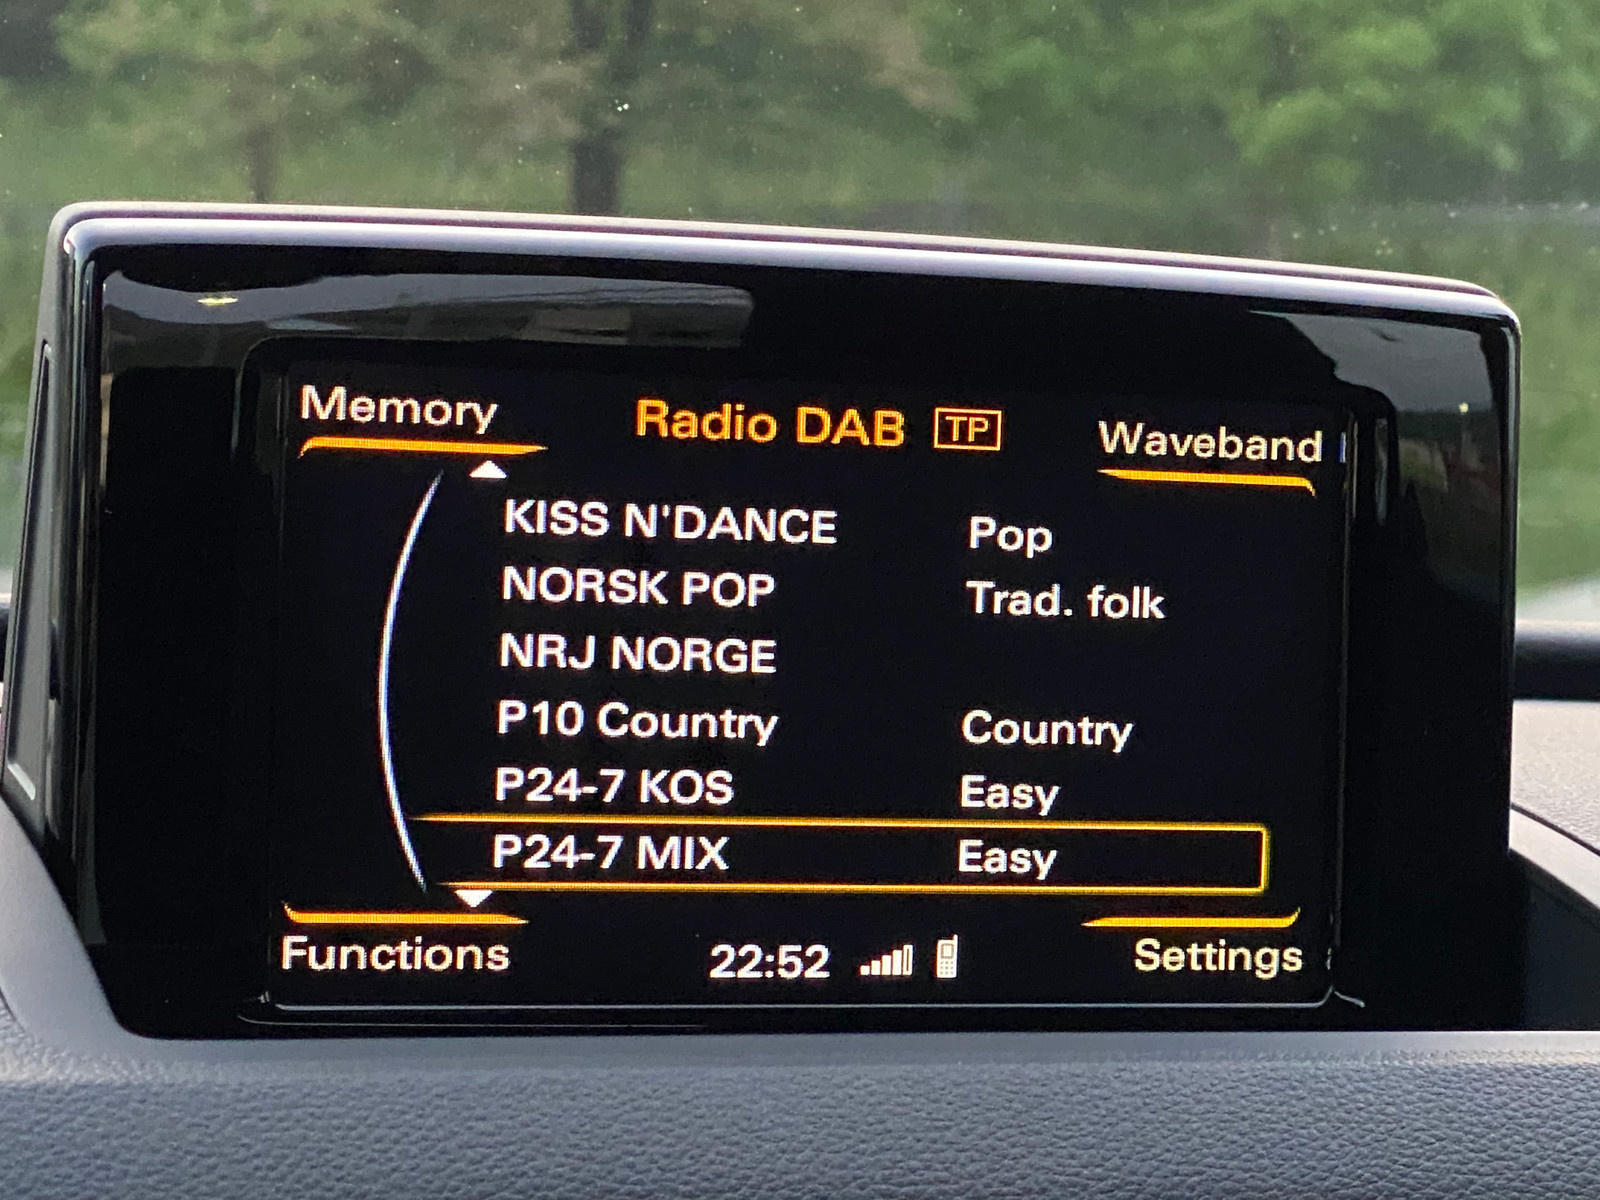 Memory
Radio DAB TP
Waveband
KISS N'DANCE Pop
NORSK POP Trad. folk
NRJ NORGE
P10 Country Country
P24-7 KOS Easy
P24-7 MIX Easy
Functions
22:52
Settings